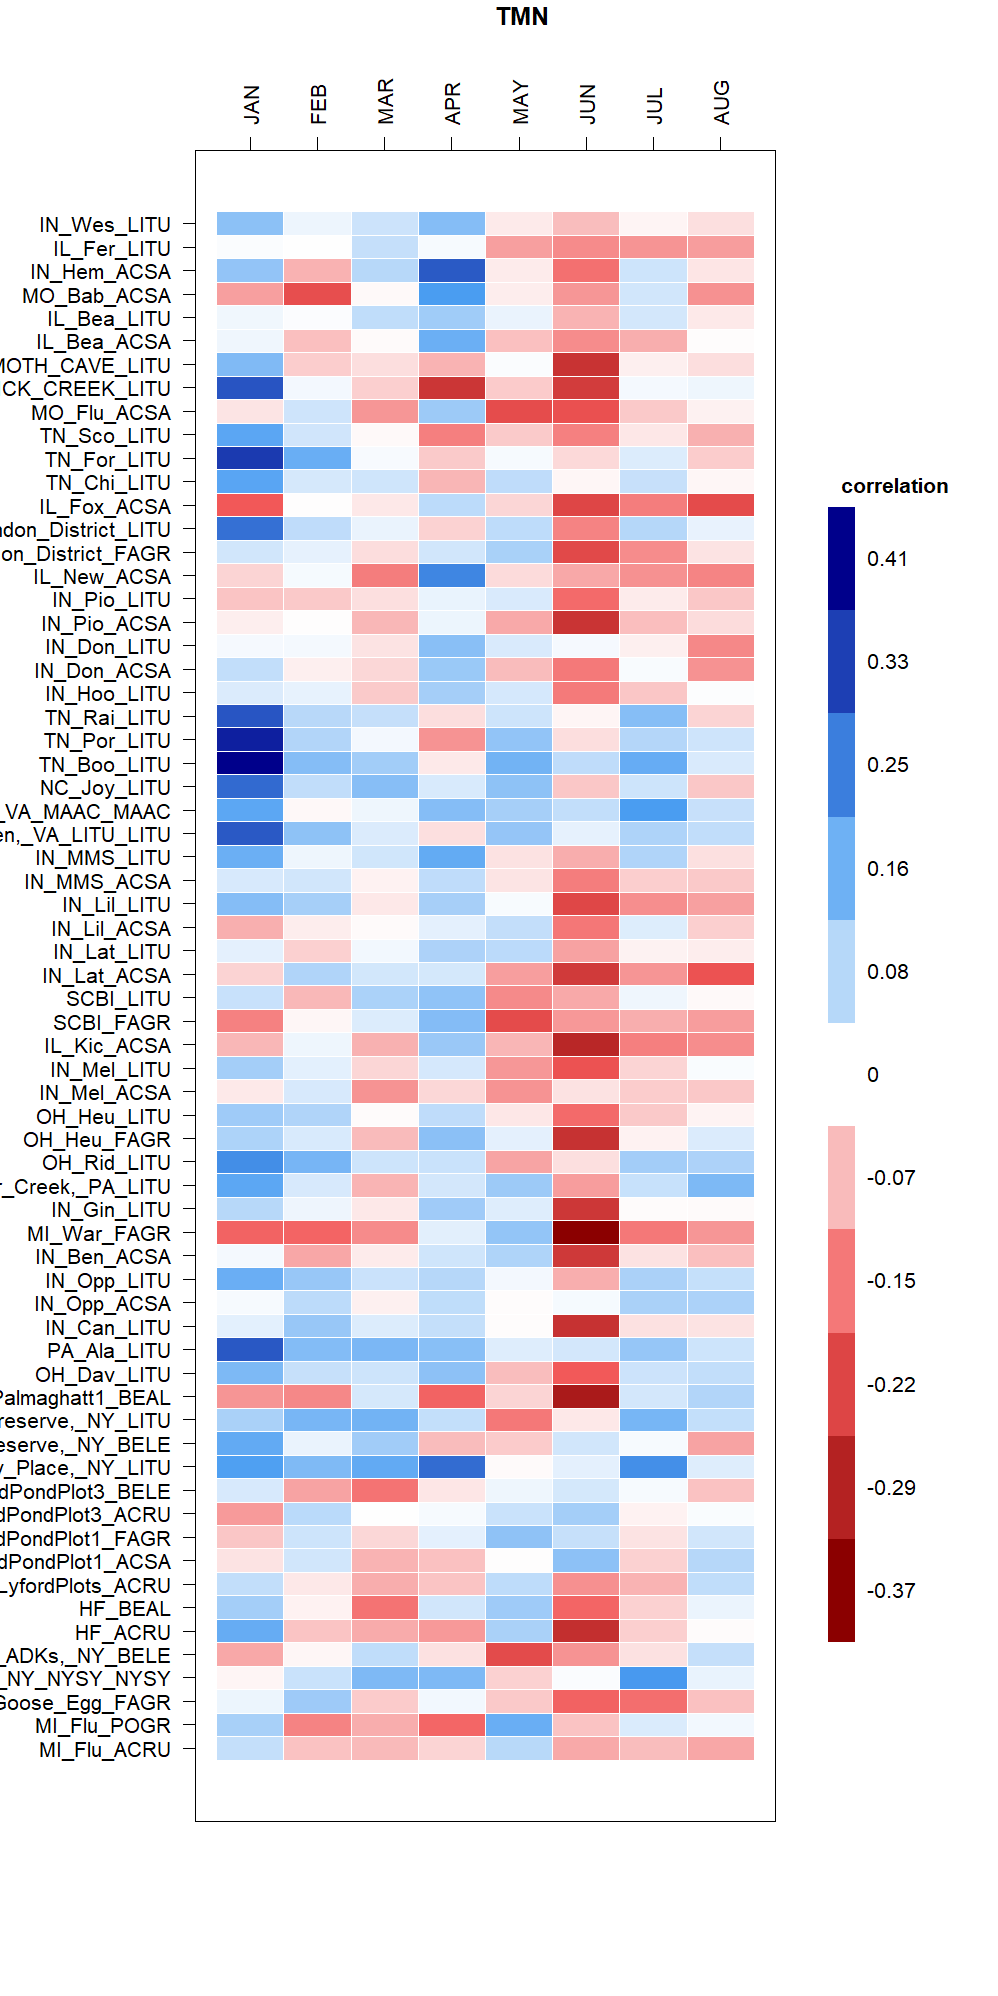 TMN
JAN FEB MAR APR MAY JUN JUL AUG
IN_Wes_LITU
IL_Fer_LITU
IN_Hem_ACSA
MO_Bab_ACSA
IL_Bea_LITU
IL_Bea_ACSA
MOTH_CAVE_LITU
CK_CREEK_LITU
MO_Flu_ACSA
TN_Sco_LITU
TN_For_LITU
TN_Chi_LITU
IL_Fox_ACSA
ndon_District_LITU
on_District_FAGR
IL_New_ACSA
IN_Pio_LITU
IN_Pio_ACSA
IN_Don_LITU
IN_Don_ACSA
IN_Hoo_LITU
TN_Rai_LITU
TN_Por_LITU
TN_Boo_LITU
NC_Joy_LITU
_VA_MAAC_MAAC
en,_VA_LITU_LITU
IN_MMS_LITU
IN_MMS_ACSA
IN_Lil_LITU
IN_Lil_ACSA
IN_Lat_LITU
IN_Lat_ACSA
SCBI_LITU
SCBI_FAGR
IL_Kic_ACSA
IN_Mel_LITU
IN_Mel_ACSA
OH_Heu_LITU
OH_Heu_FAGR
OH_Rid_LITU
r_Creek,_PA_LITU
IN_Gin_LITU
MI_War_FAGR
IN_Ben_ACSA
IN_Opp_LITU
IN_Opp_ACSA
IN_Can_LITU
PA_Ala_LITU
OH_Dav_LITU
Palmaghatt1_BEAL
reserve,_NY_LITU
eserve,_NY_BELE
y_Place,_NY_LITU
dPondPlot3_BELE
dPondPlot3_ACRU
dPondPlot1_FAGR
dPondPlot1_ACSA
LyfordPlots_ACRU
HF_BEAL
HF_ACRU
_ADKs,_NY_BELE
_NY_NYSY_NYSY
Goose_Egg_FAGR
MI_Flu_POGR
MI_Flu_ACRU
correlation
0.41
0.33
0.25
0.16
0.08
0
-0.07
-0.15
-0.22
-0.29
-0.37